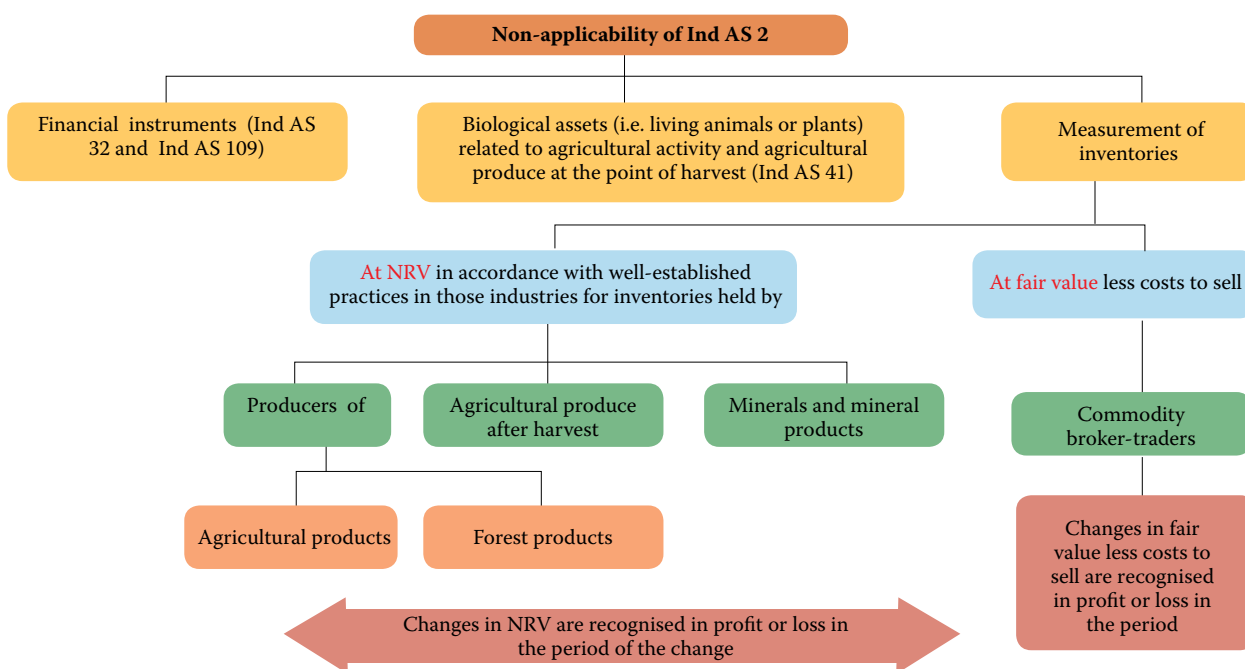 Non-applicability of Ind AS 2
Financial instruments (Ind AS
32 and Ind AS 109)
Biological assets (i.e. living animals or plants)
related to agricultural activity and agricultural
produce at the point of harvest (Ind AS 41)
Measurement of
inventories
At NRV in accordance with well-established
practices in those industries for inventories held by
At fair value less costs to sell
Producers of
Agricultural produce
after harvest
Minerals and mineral
products
Commodity
broker-traders
Agricultural products
Forest products
Changes in fair
value less costs to
sell are recognised
in profit or loss in
the period
Changes in NRV are recognised in profit or loss in
the period of the change